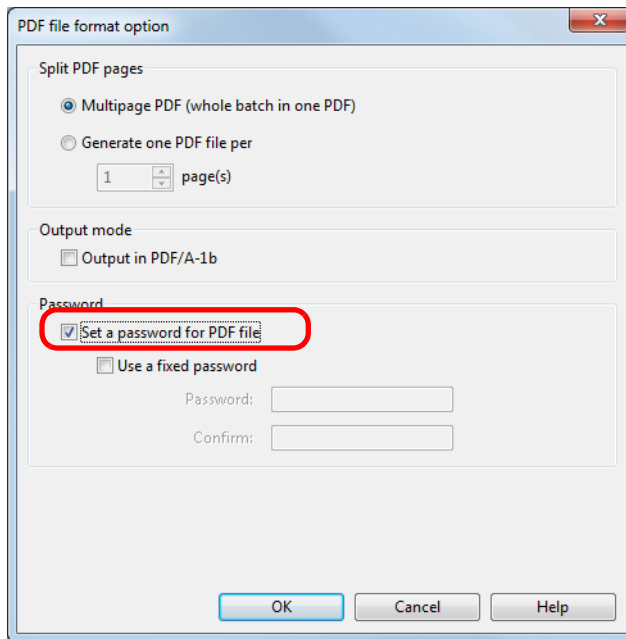 PDF file format option
Split PDF pages
Multipage PDF (whole batch in one PDF)
Generate one PDF file per
1 page(s)
Output mode
Output in PDF/A-1b
Password
Set a password for PDF file
Use a fixed password
Password:
Confirm:
OK Cancel Help